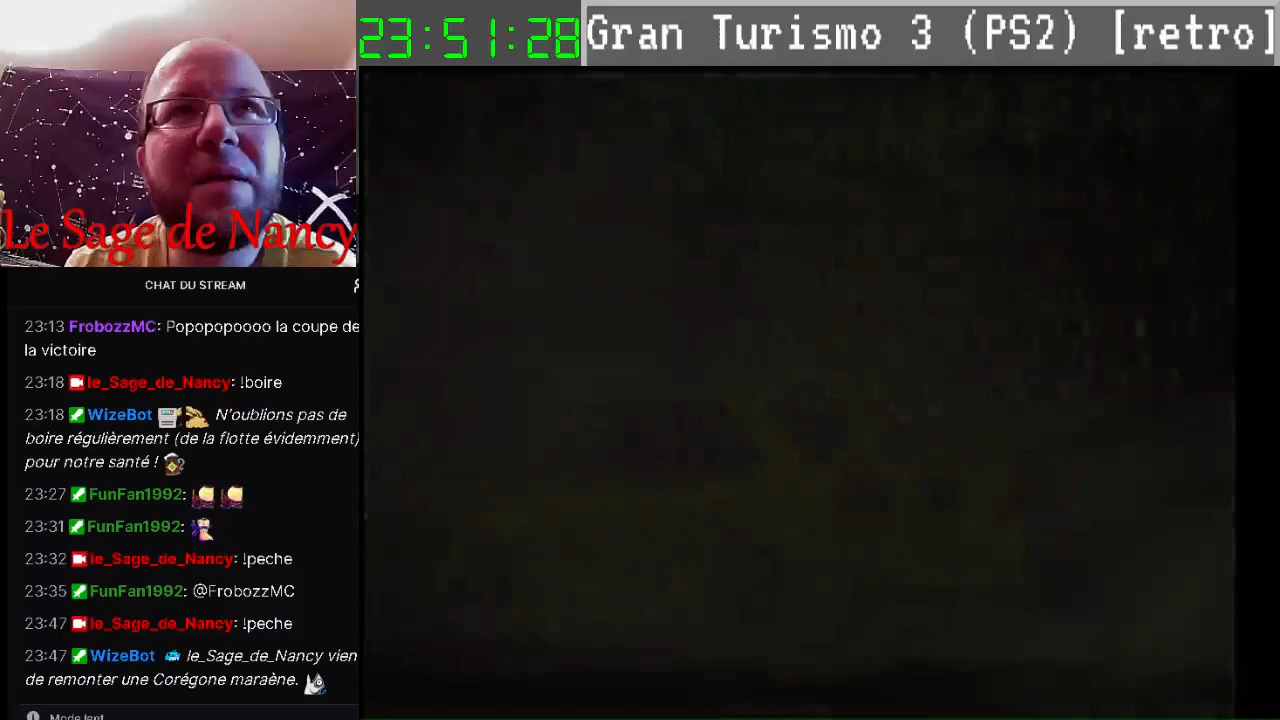 23:51:28
Gran Turismo 3 (PS2) [retro]
Le Sage de Nancy
CHAT DU STREAM
23:13 FrobozzMC: Popopopoooo la coupe de
la victoire
23:18 le_Sage_de_Nancy: !boire
23:18 WizeBot N'oublions pas de
boire régulièrement (de la flotte évidemment)
pour notre santé !
23:27 FunFan1992:
23:31 FunFan1992:
23:32 le_Sage_de_Nancy: !peche
23:35 FunFan1992: @FrobozzMC
23:47 le_Sage_de_Nancy: !peche
23:47 WizeBot le_Sage_de_Nancy vien
de remonter une Corégone maraène.
Mode lent